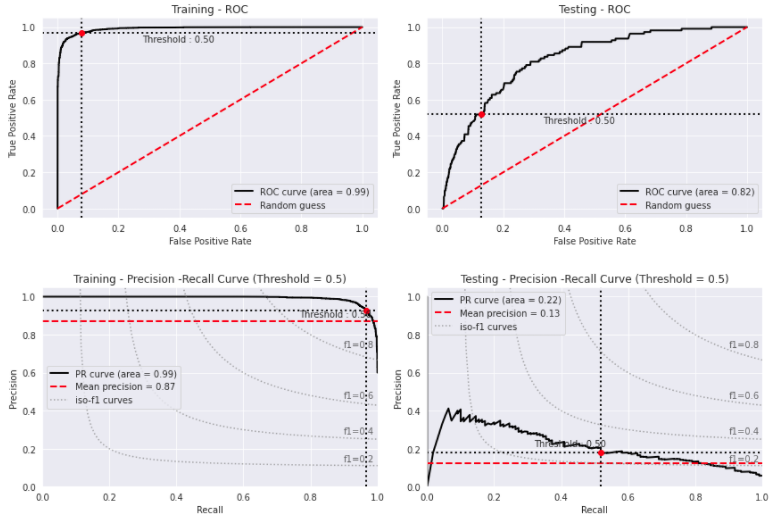 Training - ROC
1.0
0.8
0.6
0.4
0.2
0.0
True Positive Rate
Threshold : 0.50
ROC curve (area = 0.99)
Random guess
0.0 0.2 0.4 0.6 0.8 1.0
False Positive Rate
Testing - ROC
1.0
0.8
0.6
0.4
0.2
0.0
True Positive Rate
Threshold : 0.50
ROC curve (area = 0.82)
Random guess
0.0 0.2 0.4 0.6 0.8 1.0
False Positive Rate
Training - Precision -Recall Curve (Threshold = 0.5)
1.0
0.8
0.6
0.4
0.2
0.0
Precision
Threshold : 0.50
f1=0.8
PR curve (area = 0.99)
Mean precision = 0.87
iso-f1 curves
f1=0.6
f1=0.4
f1=0.2
0.0 0.2 0.4 0.6 0.8 1.0
Recall
Testing - Precision -Recall Curve (Threshold = 0.5)
1.0
0.8
0.6
0.4
0.2
0.0
Precision
PR curve (area = 0.22)
Mean precision = 0.13
iso-f1 curves
f1=0.8
f1=0.6
f1=0.4
Threshold : 0.50
f1=0.2
0.0 0.2 0.4 0.6 0.8 1.0
Recall